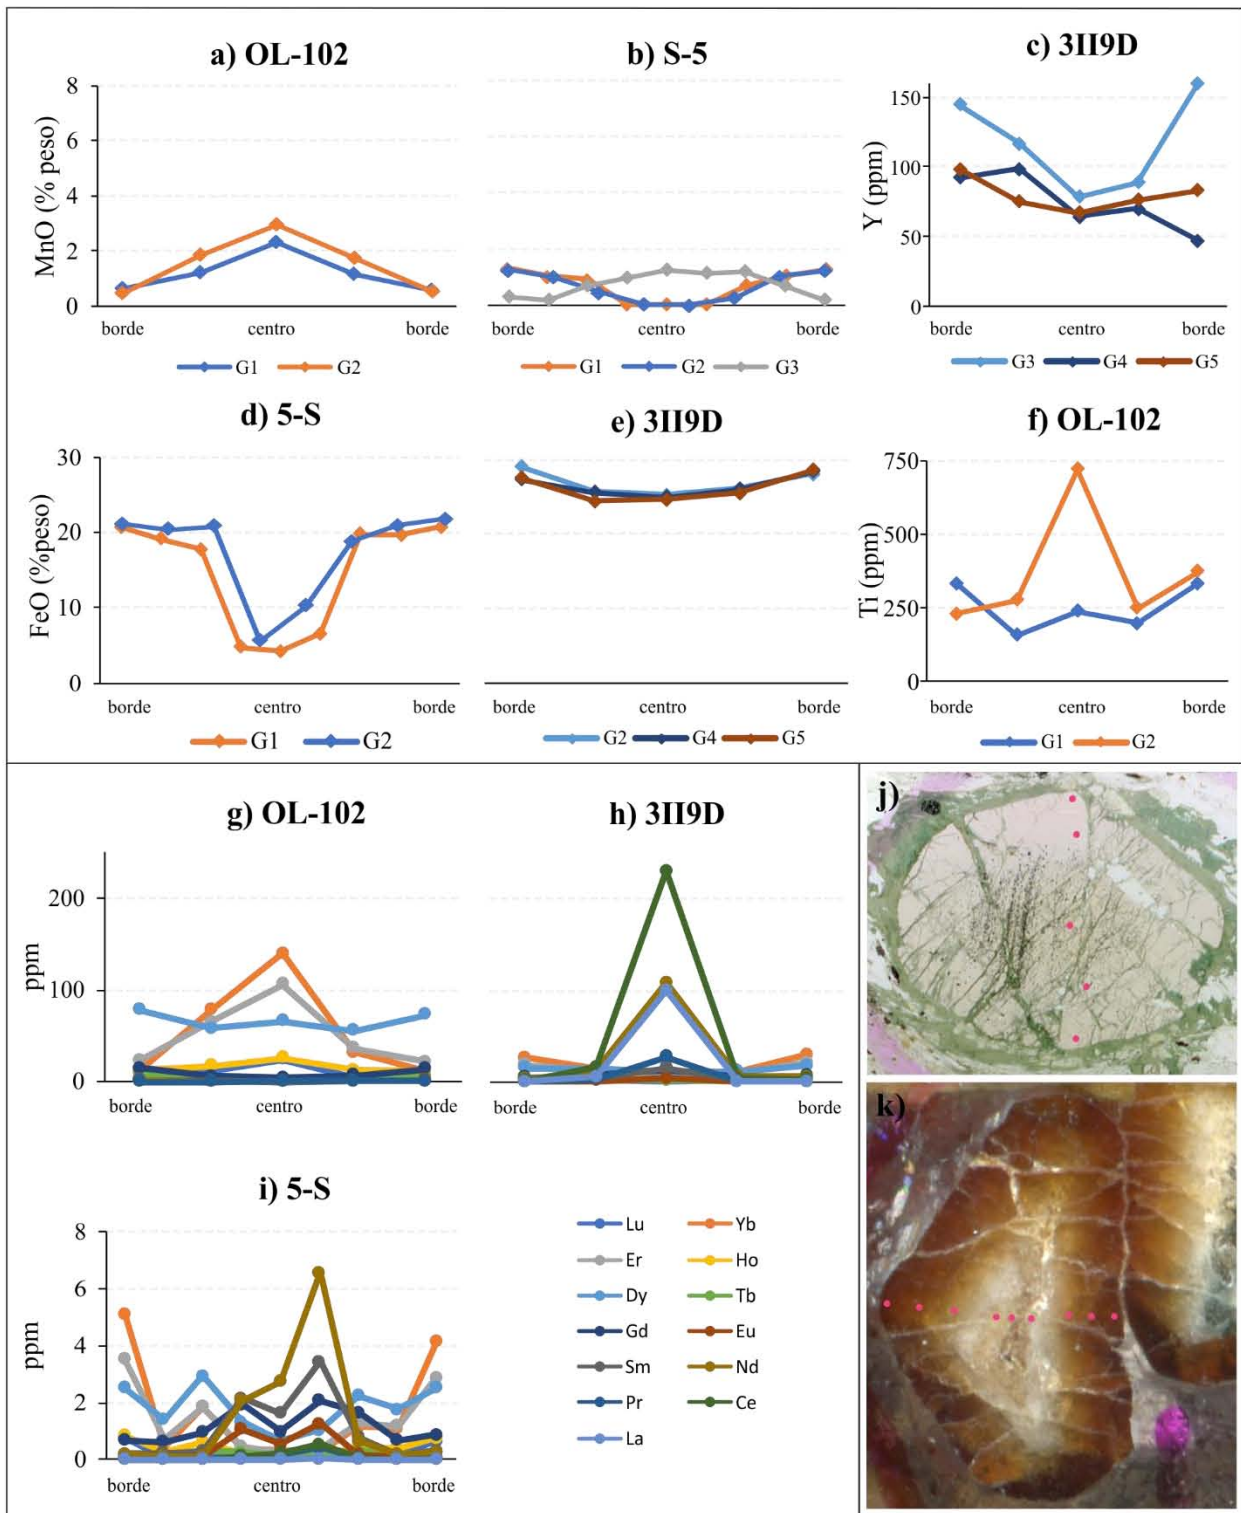 a) OL-102
MnO (% peso)
8
6
4
2
0
borde centro borde
G1 G2
b) S-5
borde centro borde
G1 G2 G3
c) 3II9D
Y (ppm)
150
100
50
0
borde centro borde
G3 G4 G5
d) 5-S
FeO (%peso)
30
20
10
0
borde centro borde
G1 G2
e) 3II9D
borde centro borde
G2 G4 G5
f) OL-102
Ti (ppm)
750
500
250
0
borde centro borde
G1 G2
g) OL-102
ppm
200
100
0
borde centro borde
h) 3II9D
borde centro borde
i) 5-S
ppm
8
6
4
2
0
borde centro borde
Lu Yb
Er Ho
Dy Tb
Gd Eu
Sm Nd
Pr Ce
La
j)
k)